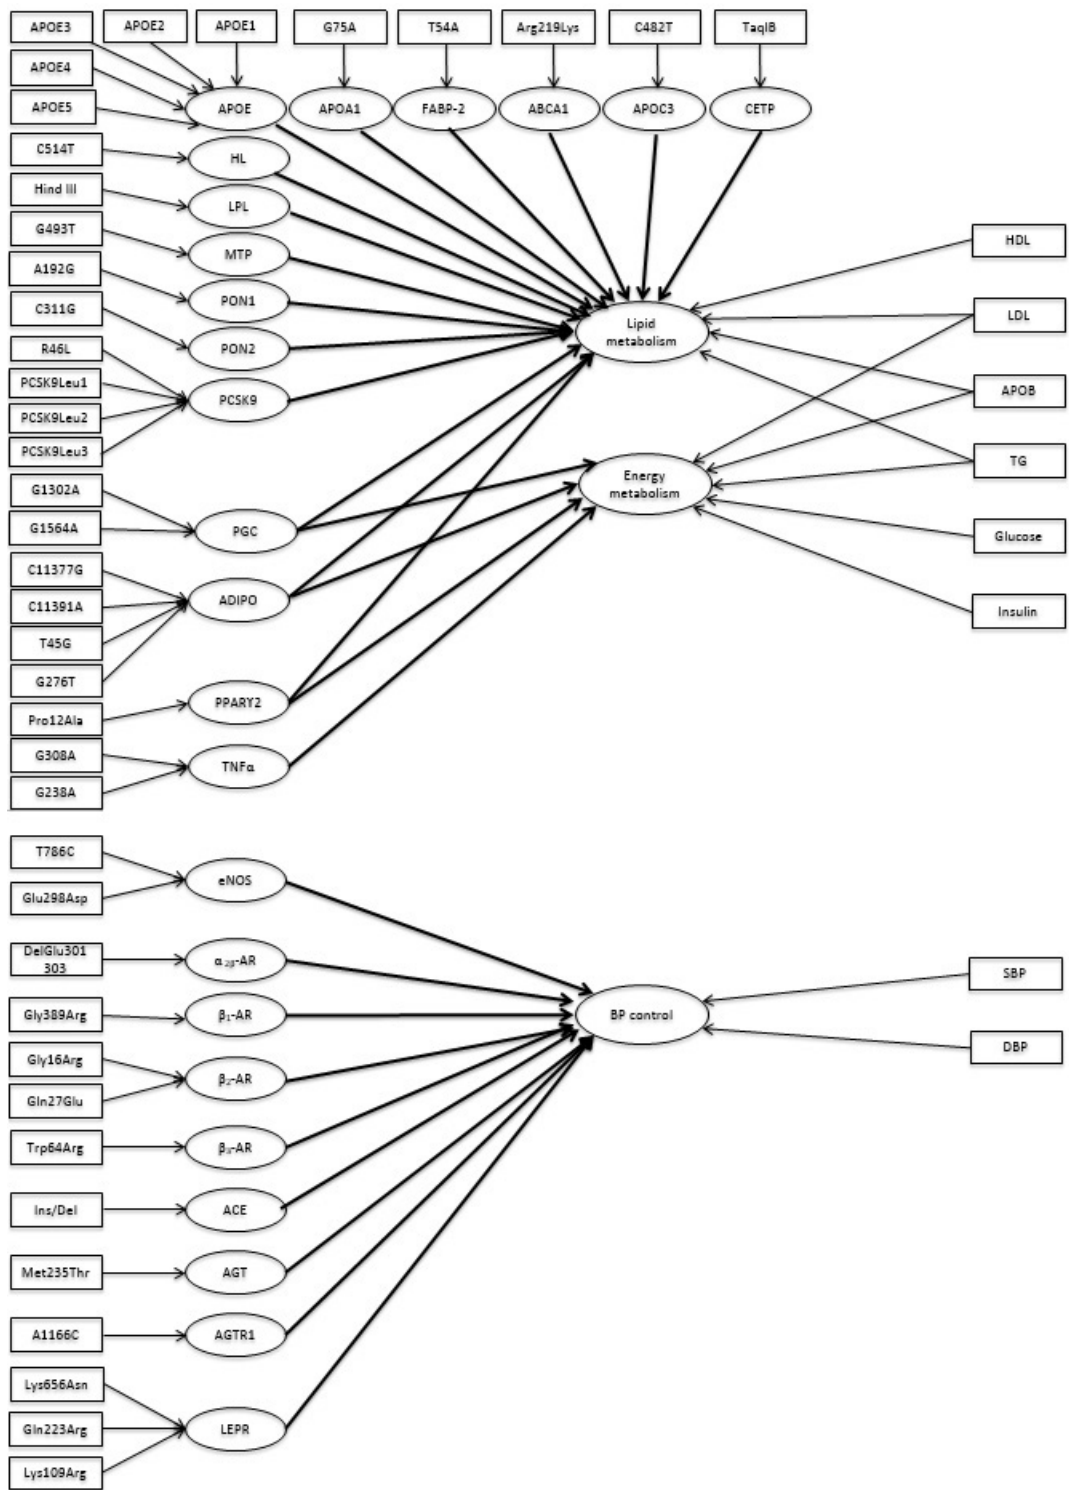 APOE3
APOE2
APOE1
G75A
T54A
Arg219Lys
C482T
TaqIB
APOE4
APOE5
APOE
APOA1
FABP-2
ABCA1
APOC3
CETP
C514T
HL
Hind III
LPL
G493T
MTP
HDL
A192G
PON1
C311G
PON2
LDL
Lipid
metabolism
R46L
PCSK9Leu1
PCSK9Leu2
PCSK9Leu3
PCSK9
APOB
TG
G1302A
G1564A
PGC
Energy
metabolism
Glucose
C11377G
C11391A
T45G
G276T
ADIPO
Insulin
Pro12Ala
PPARY2
G308A
G238A
TNFα
T786C
Glu298Asp
eNOS
DelGlu301
303
α2β-AR
SBP
Gly389Arg
β1-AR
BP control
DBP
Gly16Arg
Gln27Glu
β2-AR
Trp64Arg
β3-AR
Ins/Del
ACE
Met235Thr
AGT
A1166C
AGTR1
Lys656Asn
Gln223Arg
LEPR
Lys109Arg